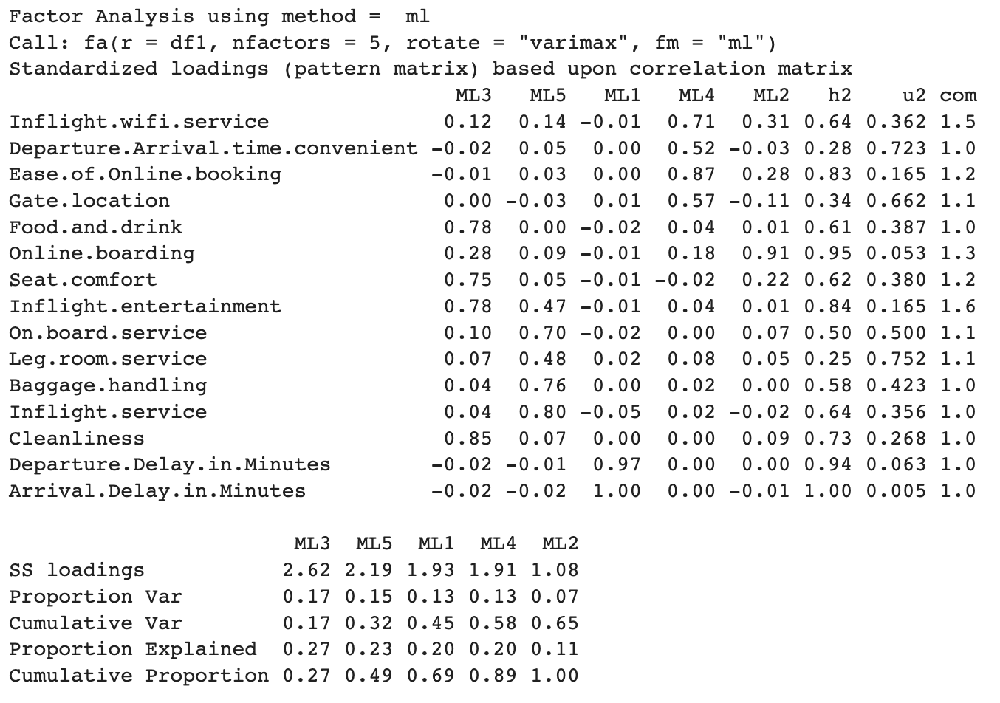 Factor Analysis using method =  ml
Call: fa(r = df1, nfactors = 5, rotate = "varimax", fm = "ml")
Standardized loadings (pattern matrix) based upon correlation matrix
                                    ML3   ML5   ML1   ML4   ML2   h2    u2 com
Inflight.wifi.service              0.12  0.14 -0.01  0.71  0.31 0.64 0.362 1.5
Departure.Arrival.time.convenient -0.02  0.05  0.00  0.52 -0.03 0.28 0.723 1.0
Ease.of.Online.booking            -0.01  0.03  0.00  0.87  0.28 0.83 0.165 1.2
Gate.location                      0.00 -0.03  0.01  0.57 -0.11 0.34 0.662 1.1
Food.and.drink                     0.78  0.00 -0.02  0.04  0.01 0.61 0.387 1.0
Online.boarding                    0.28  0.09 -0.01  0.18  0.91 0.95 0.053 1.3
Seat.comfort                       0.75  0.05 -0.01 -0.02  0.22 0.62 0.380 1.2
Inflight.entertainment             0.78  0.47 -0.01  0.04  0.01 0.84 0.165 1.6
On.board.service                   0.10  0.70 -0.02  0.00  0.07 0.50 0.500 1.1
Leg.room.service                   0.07  0.48  0.02  0.08  0.05 0.25 0.752 1.1
Baggage.handling                   0.04  0.76  0.00  0.02  0.00 0.58 0.423 1.0
Inflight.service                   0.04  0.80 -0.05  0.02 -0.02 0.64 0.356 1.0
Cleanliness                        0.85  0.07  0.00  0.00  0.09 0.73 0.268 1.0
Departure.Delay.in.Minutes        -0.02 -0.01  0.97  0.00  0.00 0.94 0.063 1.0
Arrival.Delay.in.Minutes          -0.02 -0.02  1.00  0.00 -0.01 1.00 0.005 1.0

                       ML3  ML5  ML1  ML4  ML2
SS loadings           2.62 2.19 1.93 1.91 1.08
Proportion Var        0.17 0.15 0.13 0.13 0.07
Cumulative Var        0.17 0.32 0.45 0.58 0.65
Proportion Explained  0.27 0.23 0.20 0.20 0.11
Cumulative Proportion 0.27 0.49 0.69 0.89 1.00